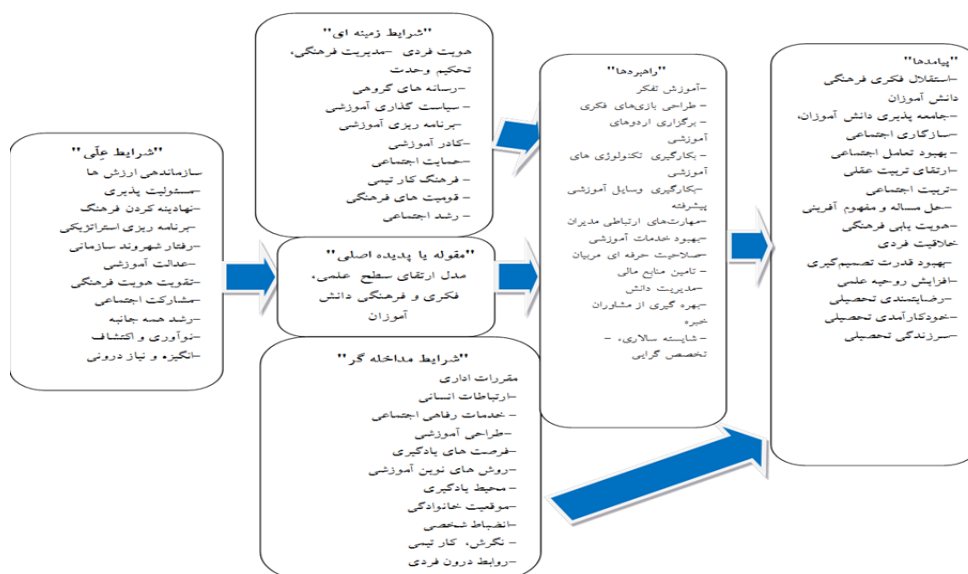 "شرایط علّی"
سازماندهی ارزش ها
–مسئولیت پذیری
–نهادینه کردن فرهنگ
–برنامه ریزی استراتژیکی
–رفتار شهروند سازمانی
–عدالت آموزشی
–تقویت هویت فرهنگی
–مشارکت اجتماعی
–رشد همه جانبه
–نوآوری و اکتشاف
–انگیزه و نیاز درونی
"شرایط زمینه ای"
هویت فردی –مدیریت فرهنگی،
تحکیم وحدت
–رسانه های گروهی
– سیاست گذاری آموزشی
–برنامه ریزی آموزشی
–کادر آموزشی
–حمایت اجتماعی
– فرهنگ کار تیمی
– قومیت های فرهنگی
– رشد اجتماعی
"مقوله یا پدیده اصلی"
مدل ارتقای سطح علمی،
فکری و فرهنگی دانش
آموزان
"شرایط مداخله گر"
مقررات اداری
–ارتباطات انسانی
– خدمات رفاهی اجتماعی
–طراحی آموزشی
– فرصت های یادگیری
–روش های نوین آموزشی
– محیط یادگیری
–موقعیت خانوادگی
–انضباط شخصی
– نگرش، کار تیمی
– روابط درون فردی
"راهبردها"
–آموزش تفکر
– طراحی بازی‌های فکری
– برگزاری اردوهای
آموزشی
– بکارگیری تکنولوژی های
آموزشی
–بکارگیری وسایل آموزشی
پیشرفته
–مهارت‌های ارتباطی مدیران
–بهبود خدمات آموزشی
–صلاحیت حرفه ای مربیان
– تامین منابع مالی
–مدیریت دانش
–بهره گیری از مشاوران
خبره
– شایسته سالاری، –
تخصص گرایی
"پیامدها"
–استقلال فکری فرهنگی
دانش آموزان
–جامعه پذیری دانش آموزان،
–سازگاری اجتماعی
– بهبود تعامل اجتماعی
–ارتقای تربیت عقلی
–تربیت اجتماعی
–حل مساله و مفهوم آفرینی
–هویت یابی فرهنگی
خلاقیت فردی
–بهبود قدرت تصمیم‌گیری
–افزایش روحیه علمی
–رضایتمندی تحصیلی
–خودکارآمدی تحصیلی
–سرزندگی تحصیلی